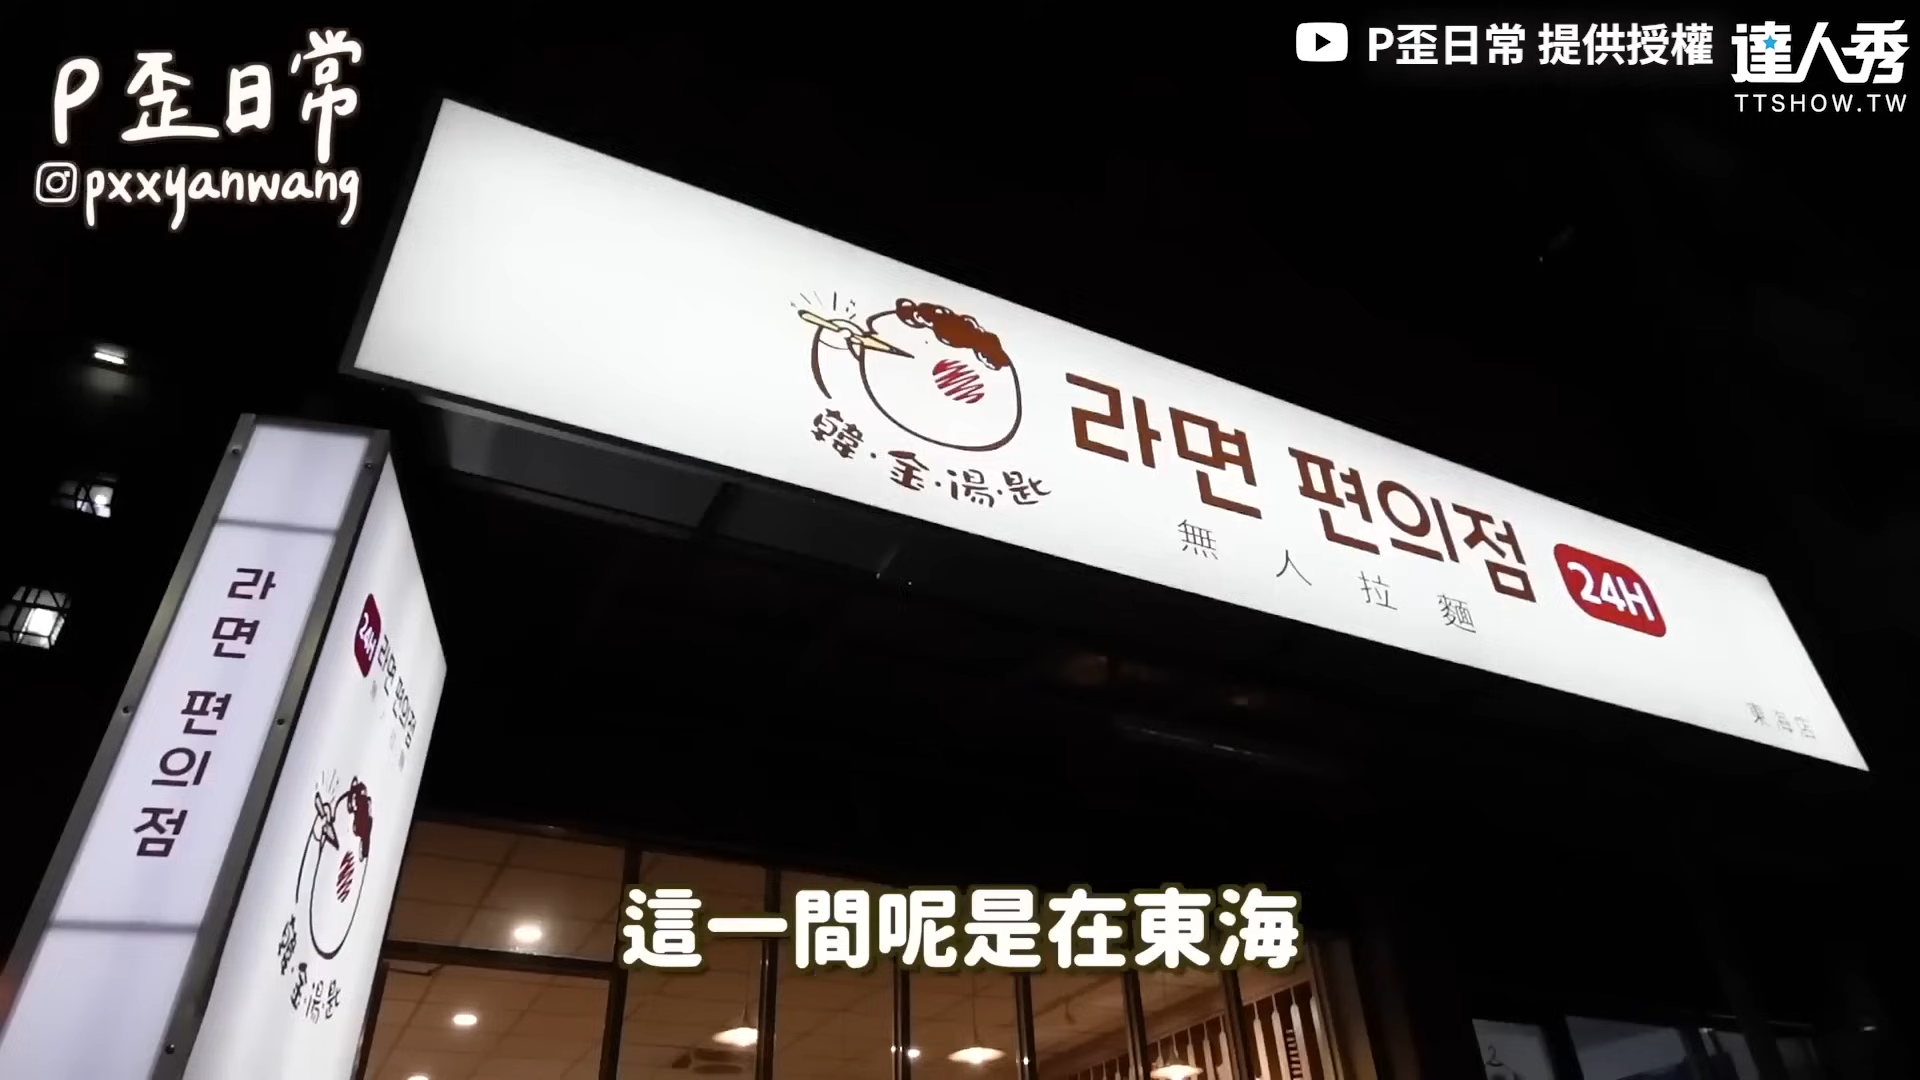 P歪日常
pxxyanwang
P歪日常 提供授權
達人秀
TTSHOW.TW
韓·金·湯·匙
라면 편의점
24H
無人拉麵
東海店
라면 편의점
24H 라면 편의점
韓·金·湯·匙
這一間呢是在東海